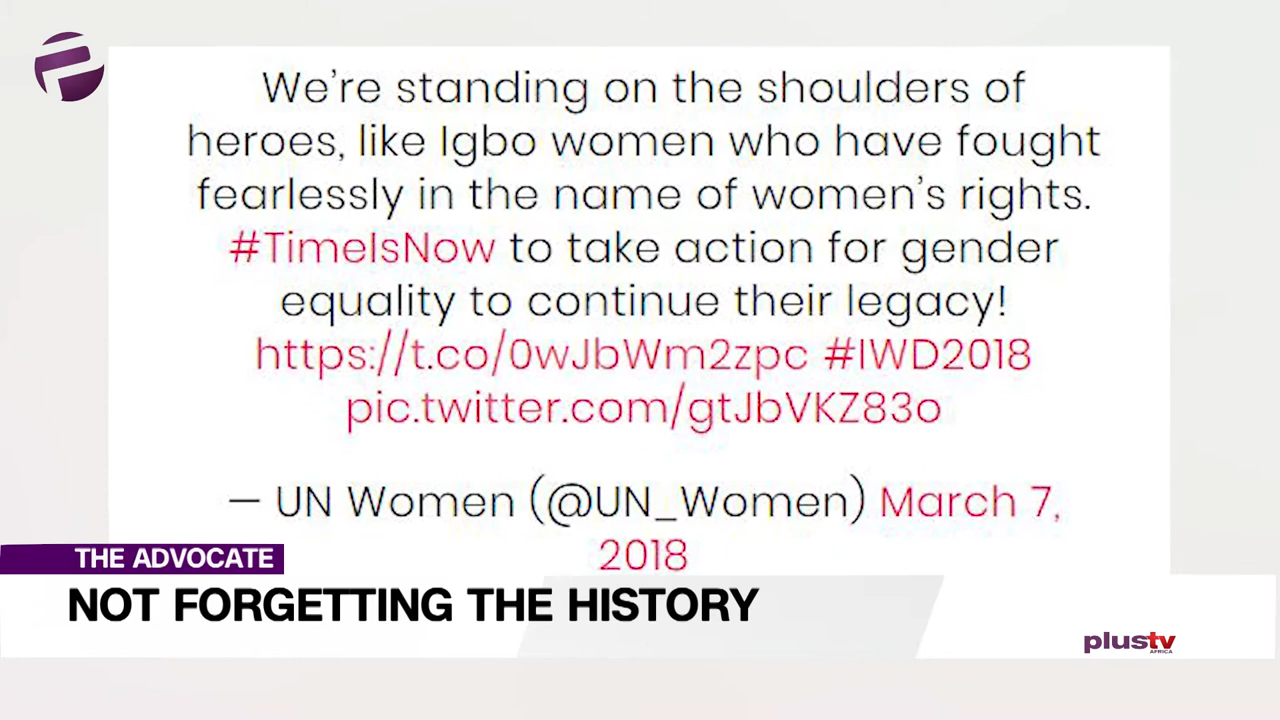 We're standing on the shoulders of
heroes, like Igbo women who have fought
fearlessly in the name of women's rights.
#TimeIsNow to take action for gender
equality to continue their legacy!
https://t.co/0wJbWm2zpc #IWD2018
pic.twitter.com/gtJbVKZ83o
— UN Women (@UN_Women) March 7,
2018
THE ADVOCATE
NOT FORGETTING THE HISTORY
plustv
AFRICA